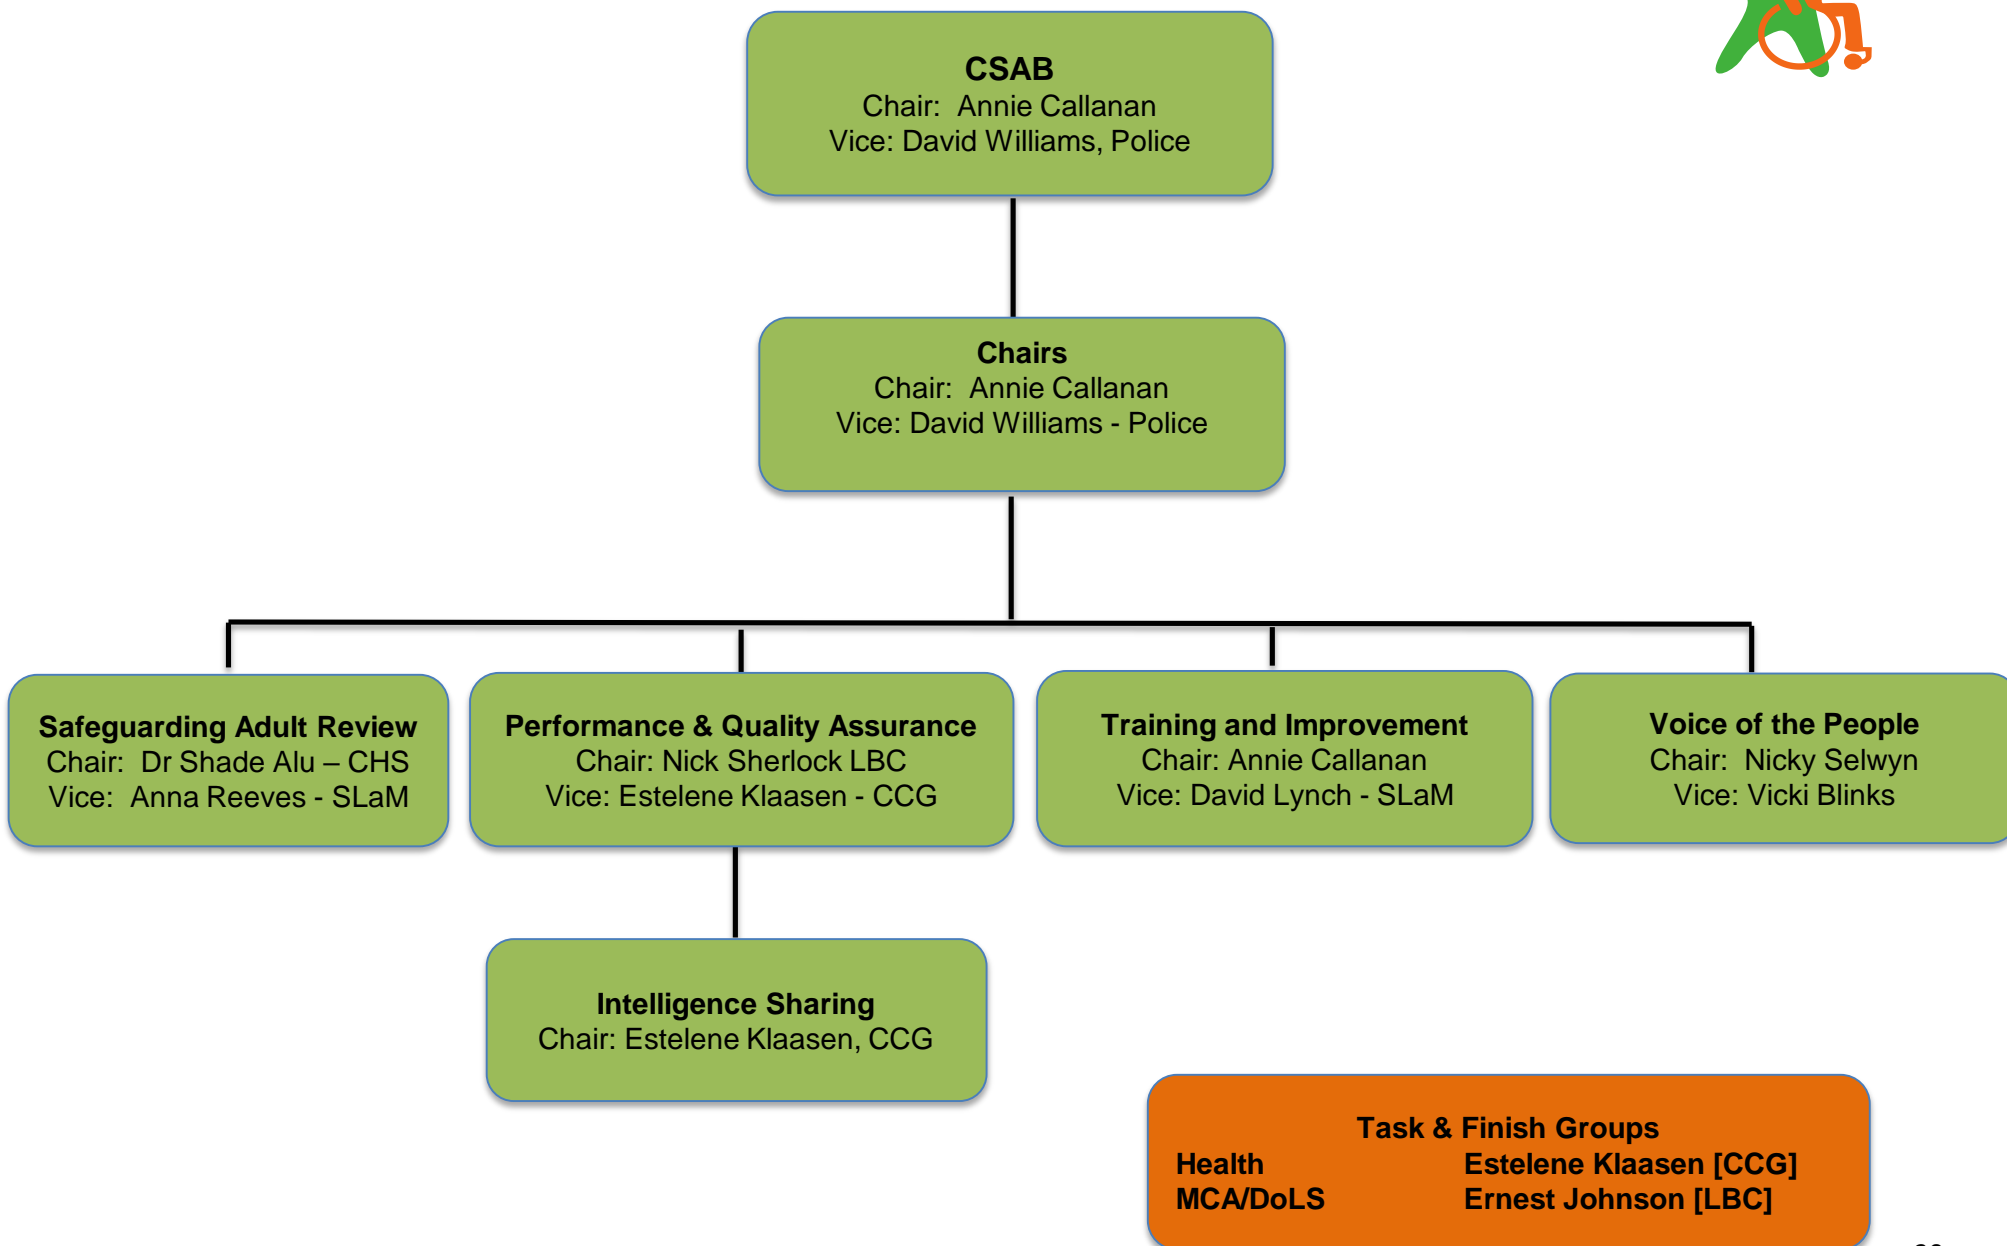 CSAB
Chair: Annie Callanan
Vice: David Williams, Police
Chairs
Chair: Annie Callanan
Vice: David Williams - Police
Safeguarding Adult Review
Chair: Dr Shade Alu – CHS
Vice: Anna Reeves - SLaM
Performance & Quality Assurance
Chair: Nick Sherlock LBC
Vice: Estelene Klaasen - CCG
Training and Improvement
Chair: Annie Callanan
Vice: David Lynch - SLaM
Voice of the People
Chair: Nicky Selwyn
Vice: Vicki Blinks
Intelligence Sharing
Chair: Estelene Klaasen, CCG
Task & Finish Groups
Health Estelene Klaasen [CCG]
MCA/DoLS Ernest Johnson [LBC]